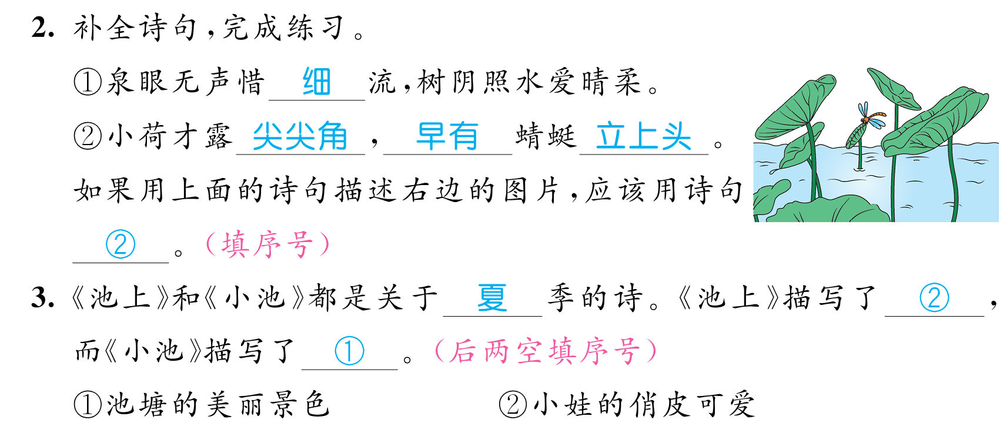 2. 补全诗句,完成练习。
①泉眼无声惜 细 流,树阴照水爱晴柔。
②小荷才露 尖尖角 , 早有 蜻蜓 立上头 。
如果用上面的诗句描述右边的图片,应该用诗句
② 。(填序号)
3.《池上》和《小池》都是关于 夏 季的诗。《池上》描写了 ② ,
而《小池》描写了 ① 。(后两空填序号)
①池塘的美丽景色 ②小娃的俏皮可爱